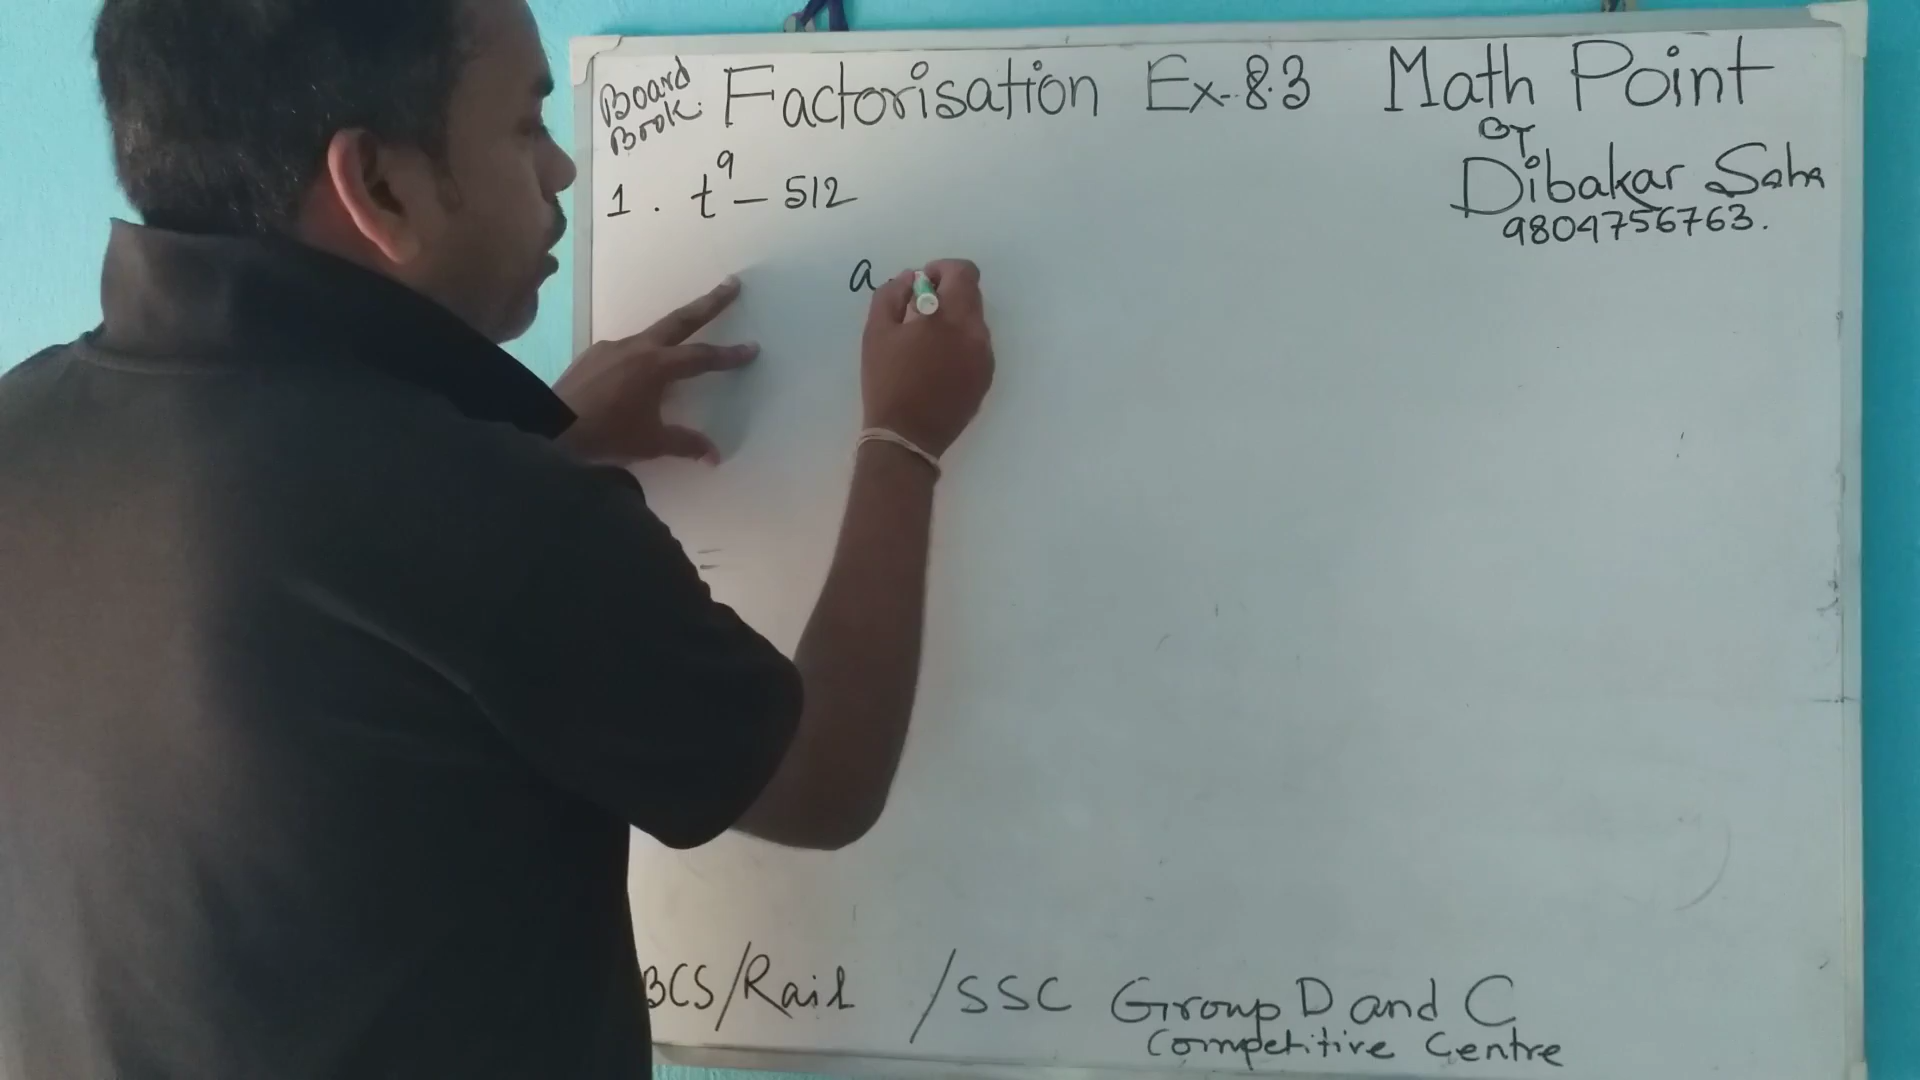 Board Book. Factorisation Ex-8.3 Math Point
BY
Dibakar Saha
9804756763.
1. t⁹ - 512
a
BCS/Rail /SSC Group D and C
Competitive Centre